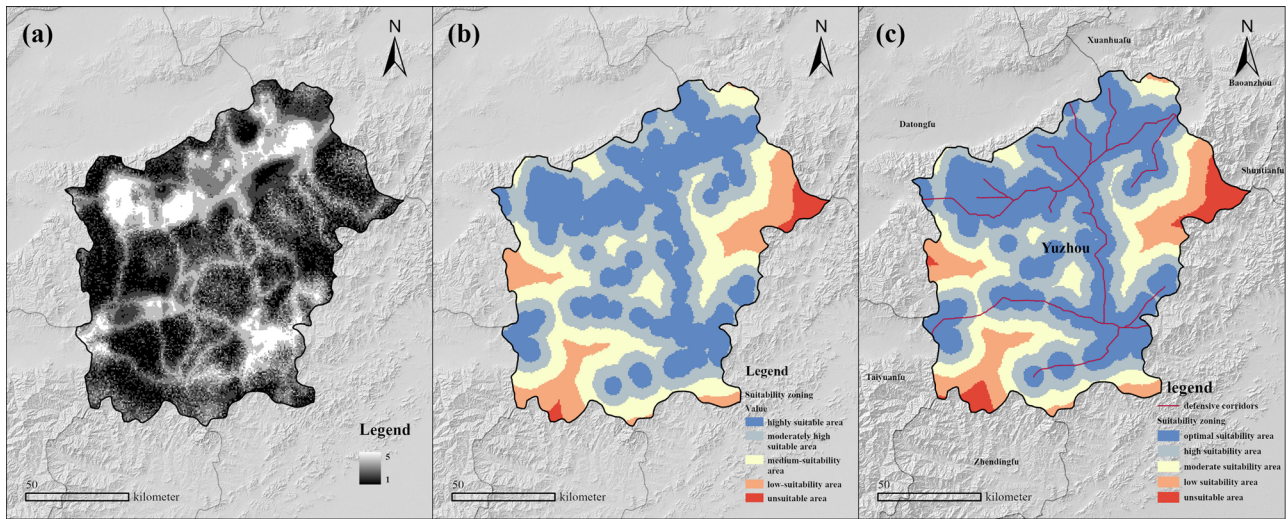 (a)
N
Legend
5
1
50
kilometer
(b)
N
Legend
Suitability zoning
Value
highly suitable area
moderately high
suitable area
medium-suitability
area
low-suitability area
unsuitable area
50
kilometer
(c)
N
Xuanhuafu
Baoanzhou
Datongfu
Shuntianfu
Yuzhou
Taiyuanfu
Zhendingfu
legend
defensive corridors
Suitability zoning
optimal suitability area
high suitability area
moderate suitability area
low suitability area
unsuitable area
50
kilometer